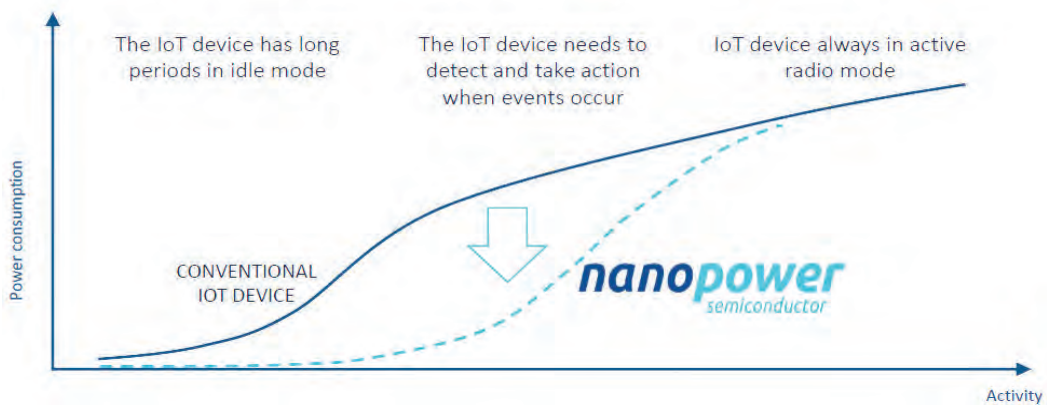 The IoT device has long
periods in idle mode
The IoT device needs to
detect and take action
when events occur
IoT device always in active
radio mode
Power consumption
CONVENTIONAL
IOT DEVICE
nanopower
semiconductor
Activity